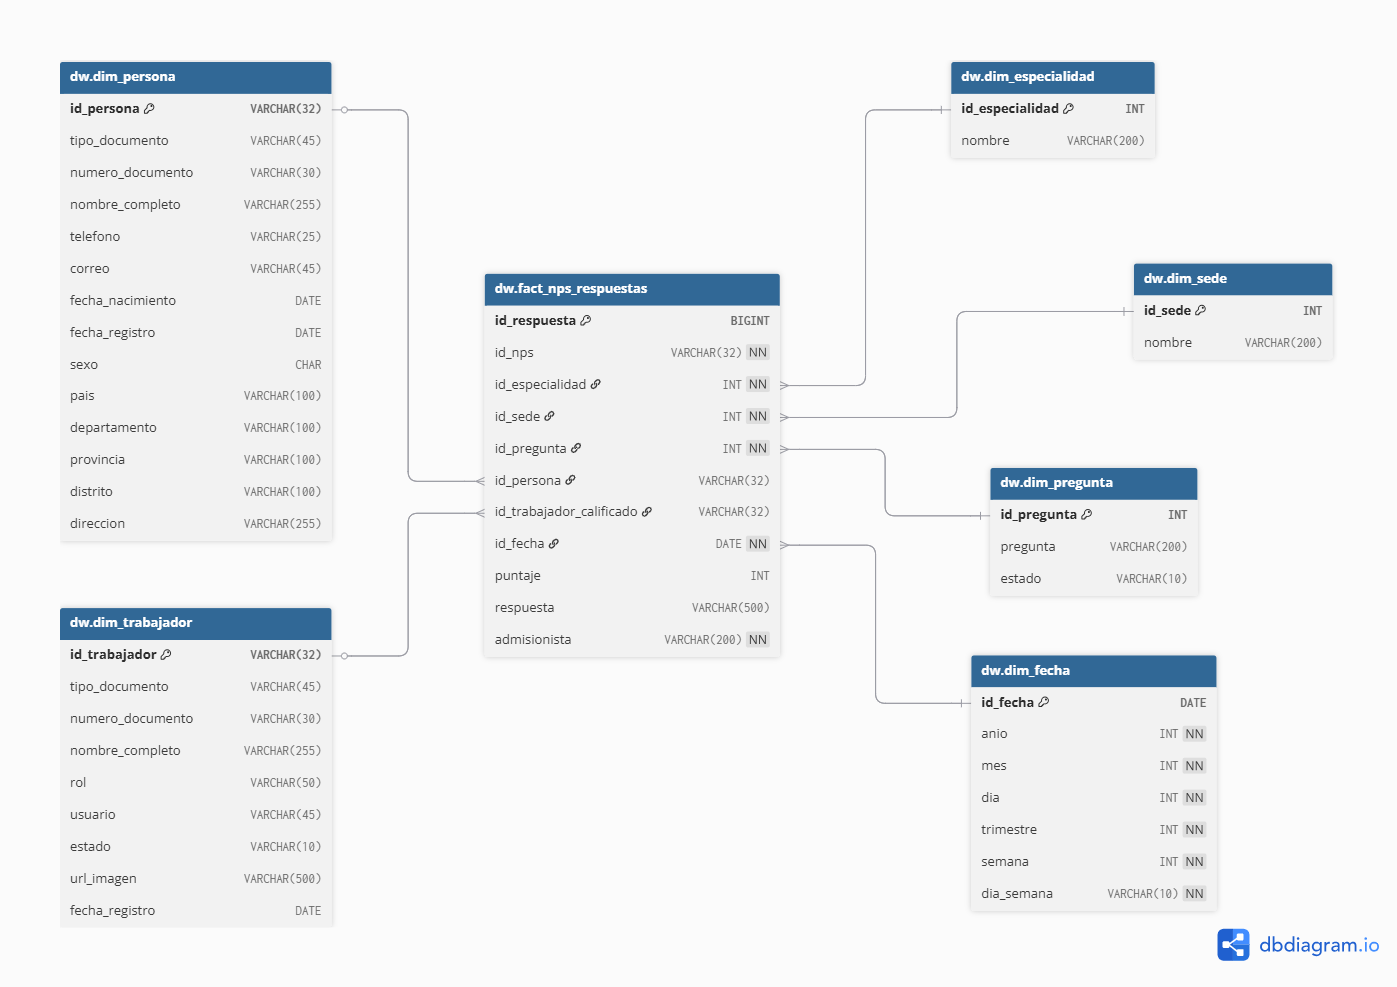 dw.dim_persona
id_persona VARCHAR(32)
tipo_documento VARCHAR(45)
numero_documento VARCHAR(30)
nombre_completo VARCHAR(255)
telefono VARCHAR(25)
correo VARCHAR(45)
fecha_nacimiento DATE
fecha_registro DATE
sexo CHAR
pais VARCHAR(100)
departamento VARCHAR(100)
provincia VARCHAR(100)
distrito VARCHAR(100)
direccion VARCHAR(255)
dw.dim_trabajador
id_trabajador VARCHAR(32)
tipo_documento VARCHAR(45)
numero_documento VARCHAR(30)
nombre_completo VARCHAR(255)
rol VARCHAR(50)
usuario VARCHAR(45)
estado VARCHAR(10)
url_imagen VARCHAR(500)
fecha_registro DATE
dw.fact_nps_respuestas
id_respuesta BIGINT
id_nps VARCHAR(32) NN
id_especialidad INT NN
id_sede INT NN
id_pregunta INT NN
id_persona VARCHAR(32)
id_trabajador_calificado VARCHAR(32)
id_fecha DATE NN
puntaje INT
respuesta VARCHAR(500)
admisionista VARCHAR(200) NN
dw.dim_especialidad
id_especialidad INT
nombre VARCHAR(200)
dw.dim_sede
id_sede INT
nombre VARCHAR(200)
dw.dim_pregunta
id_pregunta INT
pregunta VARCHAR(200)
estado VARCHAR(10)
dw.dim_fecha
id_fecha DATE
anio INT NN
mes INT NN
dia INT NN
trimestre INT NN
semana INT NN
dia_semana VARCHAR(10) NN
dbdiagram.io